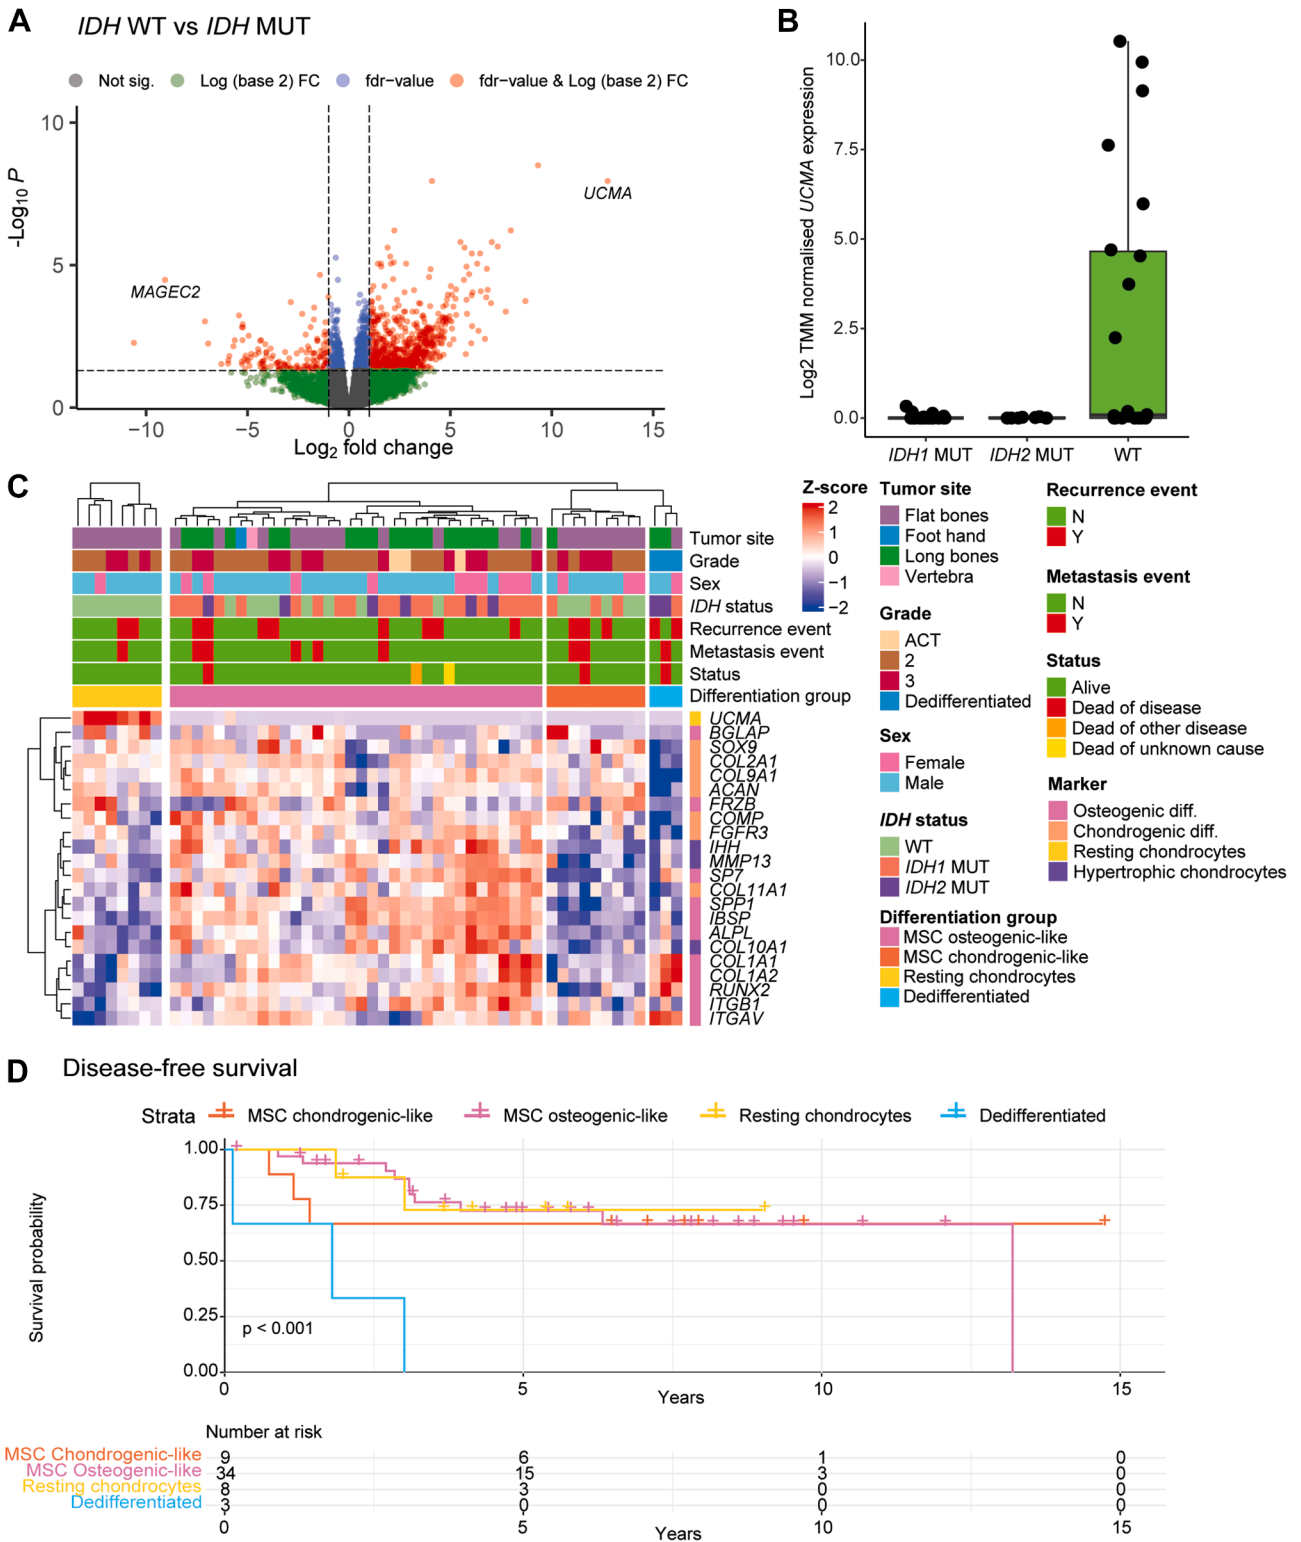 A
IDH WT vs IDH MUT
Not sig.
Log (base 2) FC
fdr−value
fdr−value & Log (base 2) FC
-Log10 P
10
5
0
UCMA
MAGEC2
−10
−5
0
5
10
15
Log2 fold change
B
Log2 TMM normalised UCMA expression
10.0
7.5
5.0
2.5
0.0
IDH1 MUT
IDH2 MUT
WT
C
Tumor site
Grade
Sex
IDH status
Recurrence event
Metastasis event
Status
Differentiation group
UCMA
BGLAP
SOX9
COL2A1
COL9A1
ACAN
FRZB
COMP
FGFR3
IHH
MMP13
SP7
COL11A1
SPP1
IBSP
ALPL
COL10A1
COL1A1
COL1A2
RUNX2
ITGB1
ITGAV
Z-score
2
1
0
−1
−2
Tumor site
Flat bones
Foot hand
Long bones
Vertebra
Grade
ACT
2
3
Dedifferentiated
Sex
Female
Male
IDH status
WT
IDH1 MUT
IDH2 MUT
Differentiation group
MSC osteogenic-like
MSC chondrogenic-like
Resting chondrocytes
Dedifferentiated
Recurrence event
N
Y
Metastasis event
N
Y
Status
Alive
Dead of disease
Dead of other disease
Dead of unknown cause
Marker
Osteogenic diff.
Chondrogenic diff.
Resting chondrocytes
Hypertrophic chondrocytes
D
Disease-free survival
Strata
MSC chondrogenic-like
MSC osteogenic-like
Resting chondrocytes
Dedifferentiated
Survival probability
1.00
0.75
0.50
0.25
0.00
p < 0.001
0
5
10
15
Years
Number at risk
MSC Chondrogenic-like 9 6 1 0
MSC Osteogenic-like 34 15 3 0
Resting chondrocytes 8 3 0 0
Dedifferentiated 3 0 0 0
0 5 10 15
Years